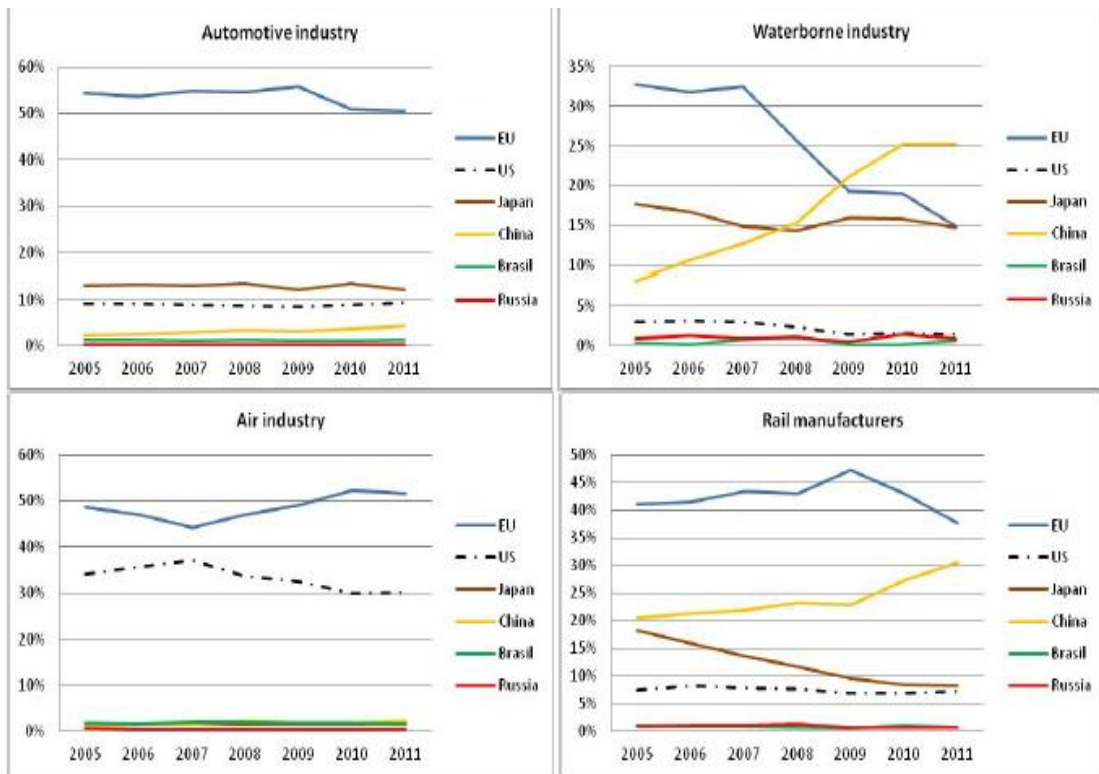 Automotive industry
60%
50%
40%
30%
20%
10%
0%
2005 2006 2007 2008 2009 2010 2011
EU
US
Japan
China
Brasil
Russia
Waterborne industry
35%
30%
25%
20%
15%
10%
5%
0%
2005 2006 2007 2008 2009 2010 2011
EU
US
Japan
China
Brasil
Russia
Air industry
60%
50%
40%
30%
20%
10%
0%
2005 2006 2007 2008 2009 2010 2011
EU
US
Japan
China
Brasil
Russia
Rail manufacturers
50%
45%
40%
35%
30%
25%
20%
15%
10%
5%
0%
2005 2006 2007 2008 2009 2010 2011
EU
US
Japan
China
Brasil
Russia